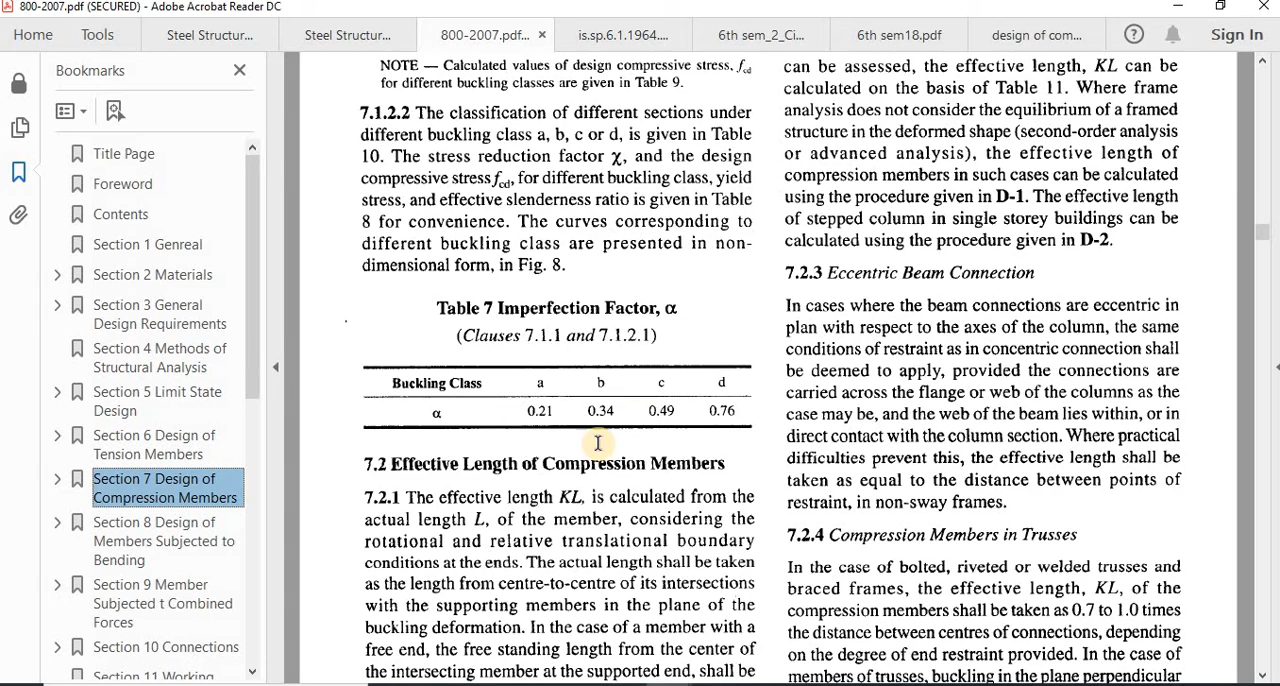 800-2007.pdf (SECURED) - Adobe Acrobat Reader DC
Home
Tools
Steel Structur...
Steel Structur...
800-2007.pdf...
is.sp.6.1.1964....
6th sem_2_Ci...
6th sem18.pdf
design of com...
Sign In
Bookmarks
Title Page
Foreword
Contents
Section 1 Genreal
Section 2 Materials
Section 3 General
Design Requirements
Section 4 Methods of
Structural Analysis
Section 5 Limit State
Design
Section 6 Design of
Tension Members
Section 7 Design of
Compression Members
Section 8 Design of
Members Subjected to
Bending
Section 9 Member
Subjected t Combined
Forces
Section 10 Connections
Section 11 Working
NOTE — Calculated values of design compressive stress, fcd
for different buckling classes are given in Table 9.
7.1.2.2 The classification of different sections under
different buckling class a, b, c or d, is given in Table
10. The stress reduction factor χ, and the design
compressive stress fcd, for different buckling class, yield
stress, and effective slenderness ratio is given in Table
8 for convenience. The curves corresponding to
different buckling class are presented in non-
dimensional form, in Fig. 8.
Table 7 Imperfection Factor, α
(Clauses 7.1.1 and 7.1.2.1)
Buckling Class a b c d
α 0.21 0.34 0.49 0.76
7.2 Effective Length of Compression Members
7.2.1 The effective length KL, is calculated from the
actual length L, of the member, considering the
rotational and relative translational boundary
conditions at the ends. The actual length shall be taken
as the length from centre-to-centre of its intersections
with the supporting members in the plane of the
buckling deformation. In the case of a member with a
free end, the free standing length from the center of
the intersecting member at the supported end, shall be
can be assessed, the effective length, KL can be
calculated on the basis of Table 11. Where frame
analysis does not consider the equilibrium of a framed
structure in the deformed shape (second-order analysis
or advanced analysis), the effective length of
compression members in such cases can be calculated
using the procedure given in D-1. The effective length
of stepped column in single storey buildings can be
calculated using the procedure given in D-2.
7.2.3 Eccentric Beam Connection
In cases where the beam connections are eccentric in
plan with respect to the axes of the column, the same
conditions of restraint as in concentric connection shall
be deemed to apply, provided the connections are
carried across the flange or web of the columns as the
case may be, and the web of the beam lies within, or in
direct contact with the column section. Where practical
difficulties prevent this, the effective length shall be
taken as equal to the distance between points of
restraint, in non-sway frames.
7.2.4 Compression Members in Trusses
In the case of bolted, riveted or welded trusses and
braced frames, the effective length, KL, of the
compression members shall be taken as 0.7 to 1.0 times
the distance between centres of connections, depending
on the degree of end restraint provided. In the case of
members of trusses, buckling in the plane perpendicular